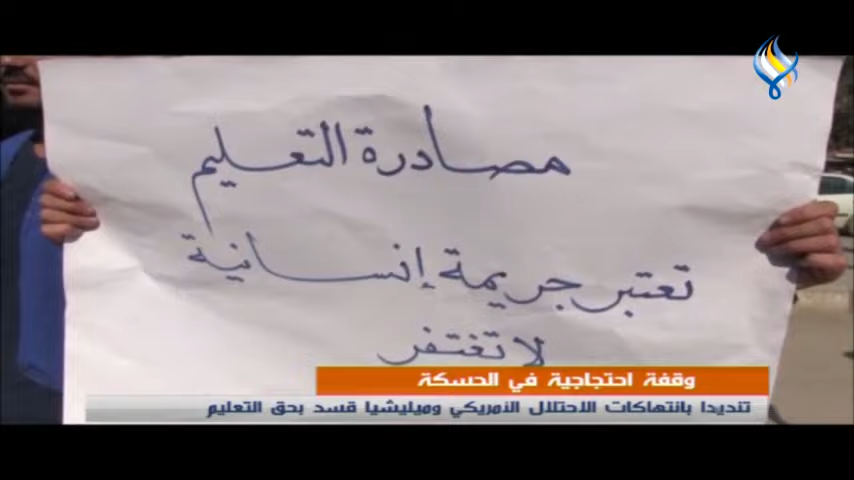 مصادرة التعليم
تعتبر جريمة إنسانية
لا تغتفر
وقفة احتجاجية في الحسكة
تنديدا بانتهاكات الاحتلال الأمريكي وميليشيا قسد بحق التعليم